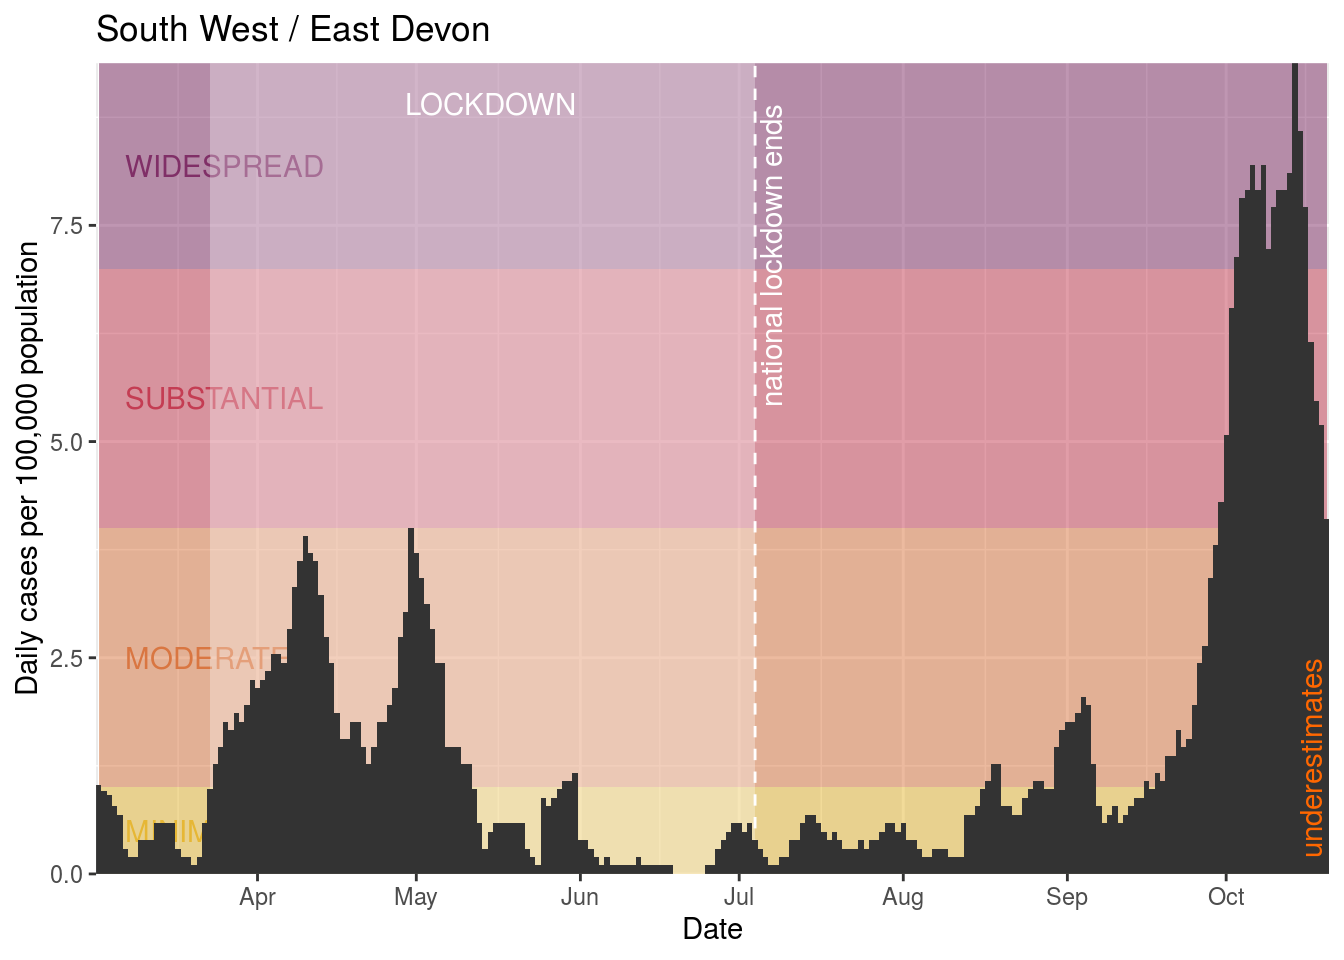 South West / East Devon
LOCKDOWN
WIDESPREAD
national lockdown ends
7.5
SUBSTANTIAL
5.0
Daily cases per 100,000 population
MODERATE
2.5
underestimates
MINIM
0.0
Apr
May
Jun
Jul
Aug
Sep
Oct
Date